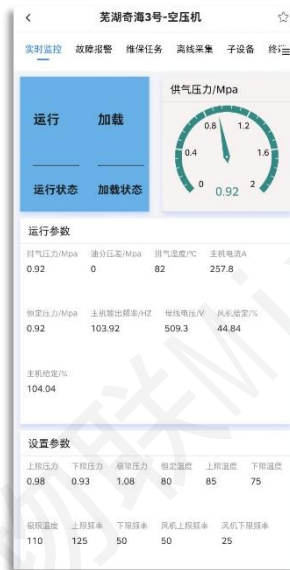 芜湖奇海3号-空压机
实时监控 故障报警 维保任务 离线采集 子设备
供气压力/Mpa
运行 加载
运行状态 加载状态
0 0.4 0.8 1.2 1.6 2
0.92
运行参数
排气压力/Mpa 油分压差/Mpa 排气温度/℃ 主机电流A
0.92 0 82 257.8
恒定压力/Mpa 主机输出频率/HZ 母线电压/V 风机给定/%
0.92 103.92 509.3 44.84
主机给定/%
104.04
设置参数
上限压力 下限压力 极限压力 恒定温度 上限温度 下限温度
0.98 0.93 1.08 80 85 75
极限温度 上限频率 下限频率 风机上限频率 风机下限频率
110 125 50 50 25